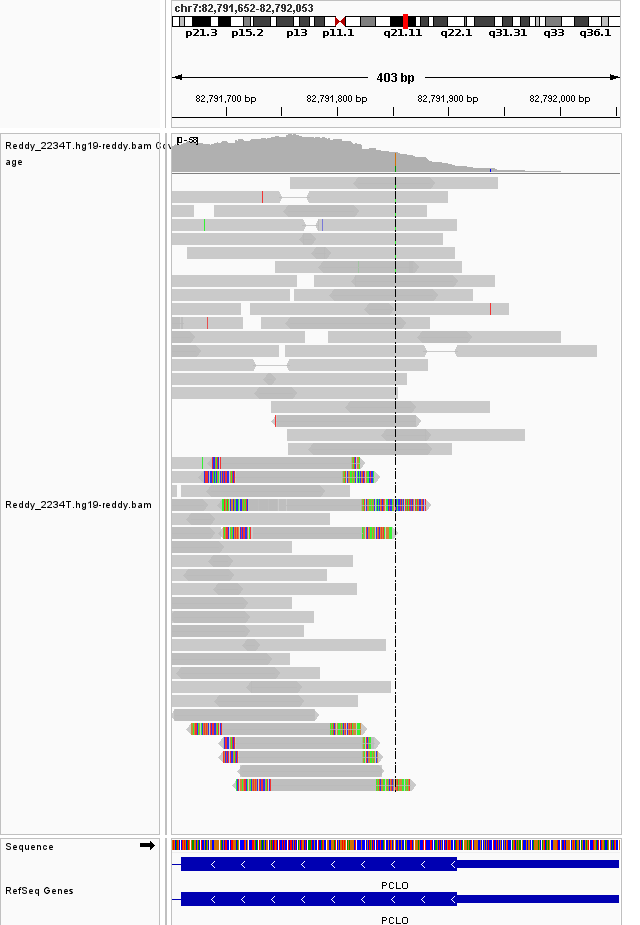 chr7:82,791,652-82,792,053
p21.3 p15.2 p13 p11.1 q21.11 q22.1 q31.31 q33 q36.1
403 bp
82,791,700 bp 82,791,800 bp 82,791,900 bp 82,792,000 bp
Reddy_2234T.hg19-reddy.bam Cov
age
Reddy_2234T.hg19-reddy.bam
Sequence
PCLO
RefSeq Genes
PCLO